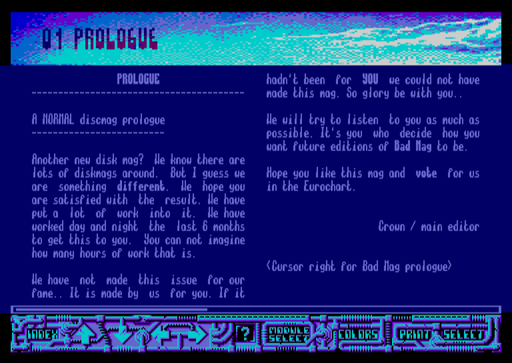 01 PROLOGUE
PROLOGUE
----------------------------------------
A NORMAL discmag prologue
-------------------------
Another new disk mag? We know there are
lots of diskmags around. But I guess we
are something different. We hope you
are satisfied with the result. We have
put a lot of work into it. We have
worked day and night the last 6 months
to get this to you. You can not imagine
how many hours of work that is.
We have not made this issue for our
fame.. It is made by us for you. If it
hadn't been for YOU we could not have
made this mag. So glory be with you..
We will try to listen to you as much as
possible. It's you who decide how you
want future editions of Bad Mag to be.
Hope you like this mag and vote for us
in the Eurochart.
Crown / main editor
<Cursor right for Bad Mag prologue>
INDEX ? MODULE SELECT COLORS PRINT SELECT